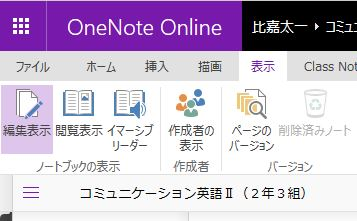 OneNote Online 比嘉太一 › コミュ
ファイル ホーム 挿入 描画 表示 Class Not
編集表示 閲覧表示 イマーシブ リーダー 作成者の 表示 ページの バージョン 削除済みノート
ノートブックの表示 作成者 バージョン
コミュニケーション英語Ⅱ（２年３組）